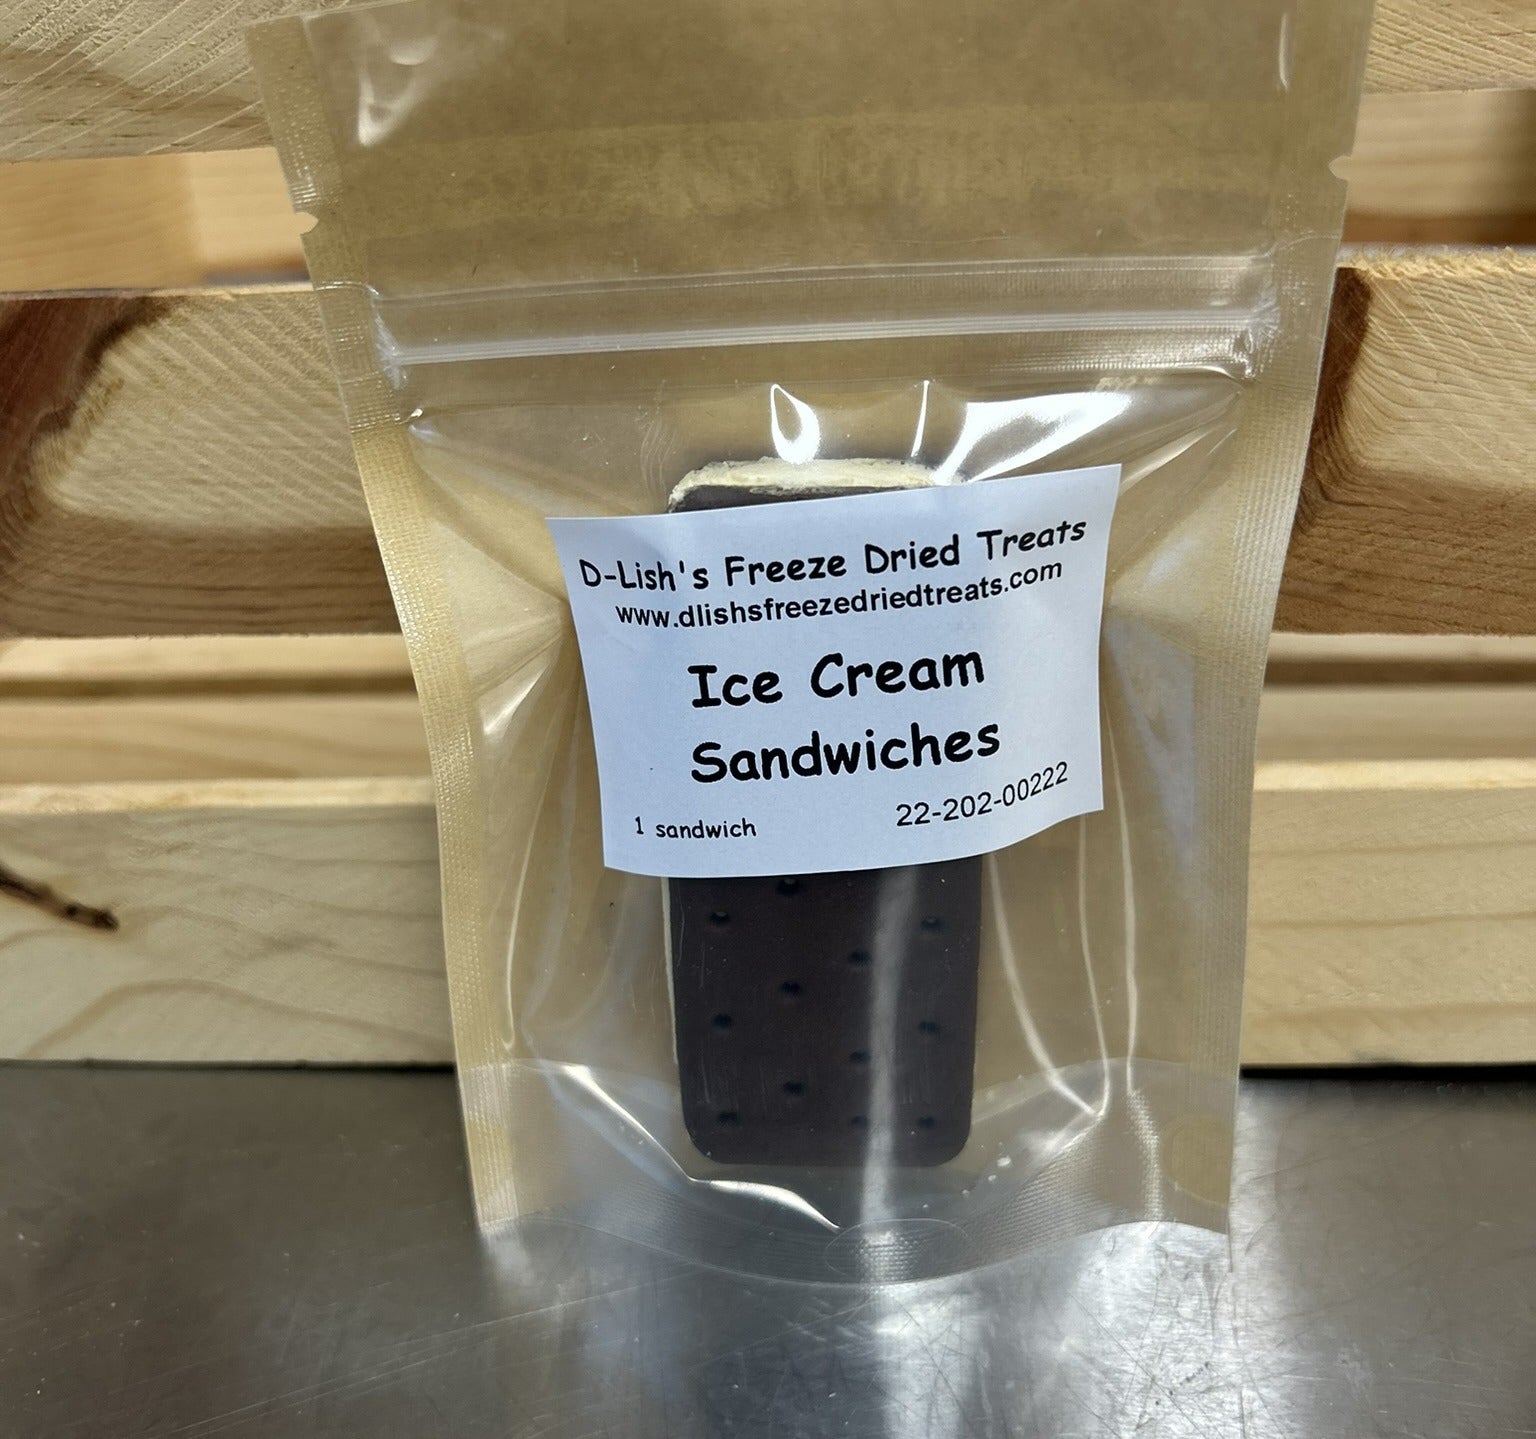 D-Lish's Freeze Dried Treats
www.dlishsfreezedriedtreats.com
Ice Cream
Sandwiches
1 sandwich 22-202-00222